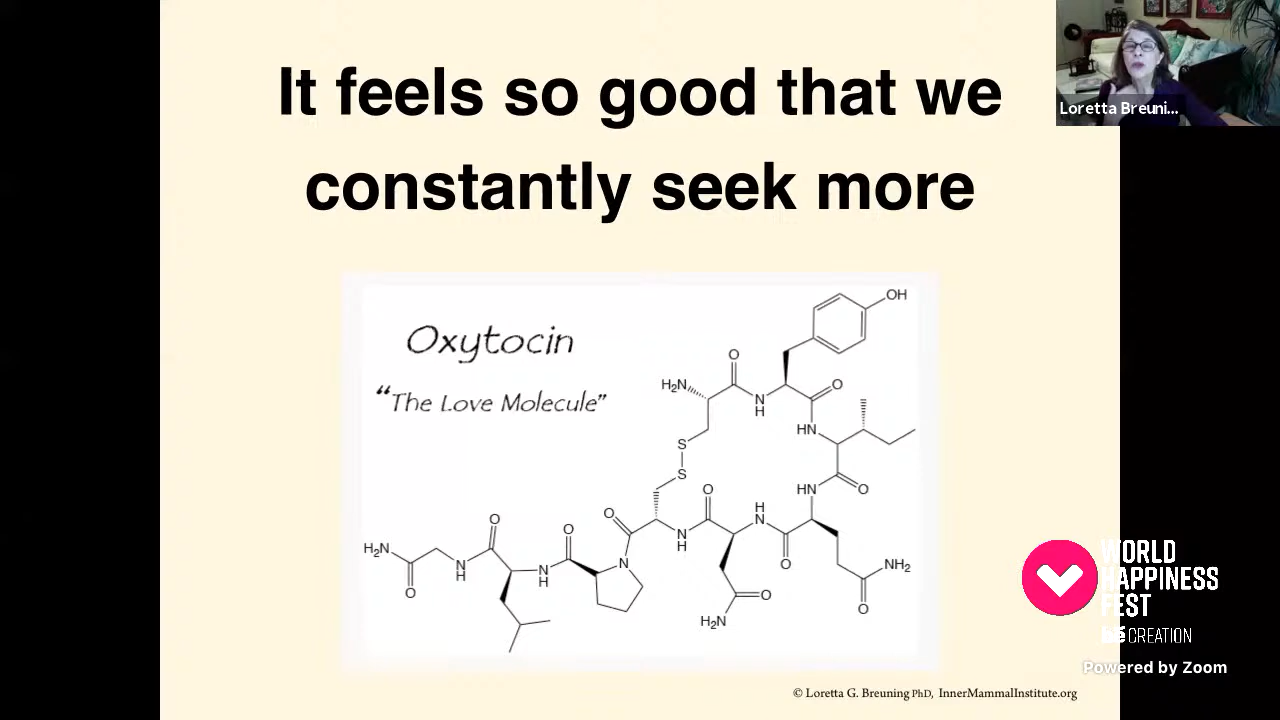 It feels so good that we
constantly seek more
Loretta Breuni...
Oxytocin
“The Love Molecule”
OH
O
H₂N
O
N
H
HN
S
S
HN
O
O
O
H
N
N
H
O
O
O
H₂N
N
H
O
N
H
N
NH₂
O
O
H₂N
O
WORLD
HAPPINESS
FEST
be CREATION
Powered by Zoom
© Loretta G. Breuning PhD, InnerMammalInstitute.org